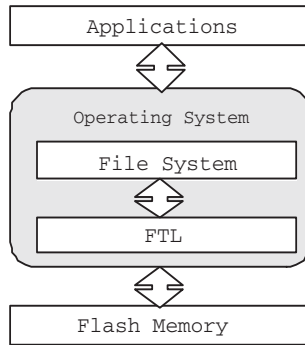 Applications
Operating System
File System
FTL
Flash Memory